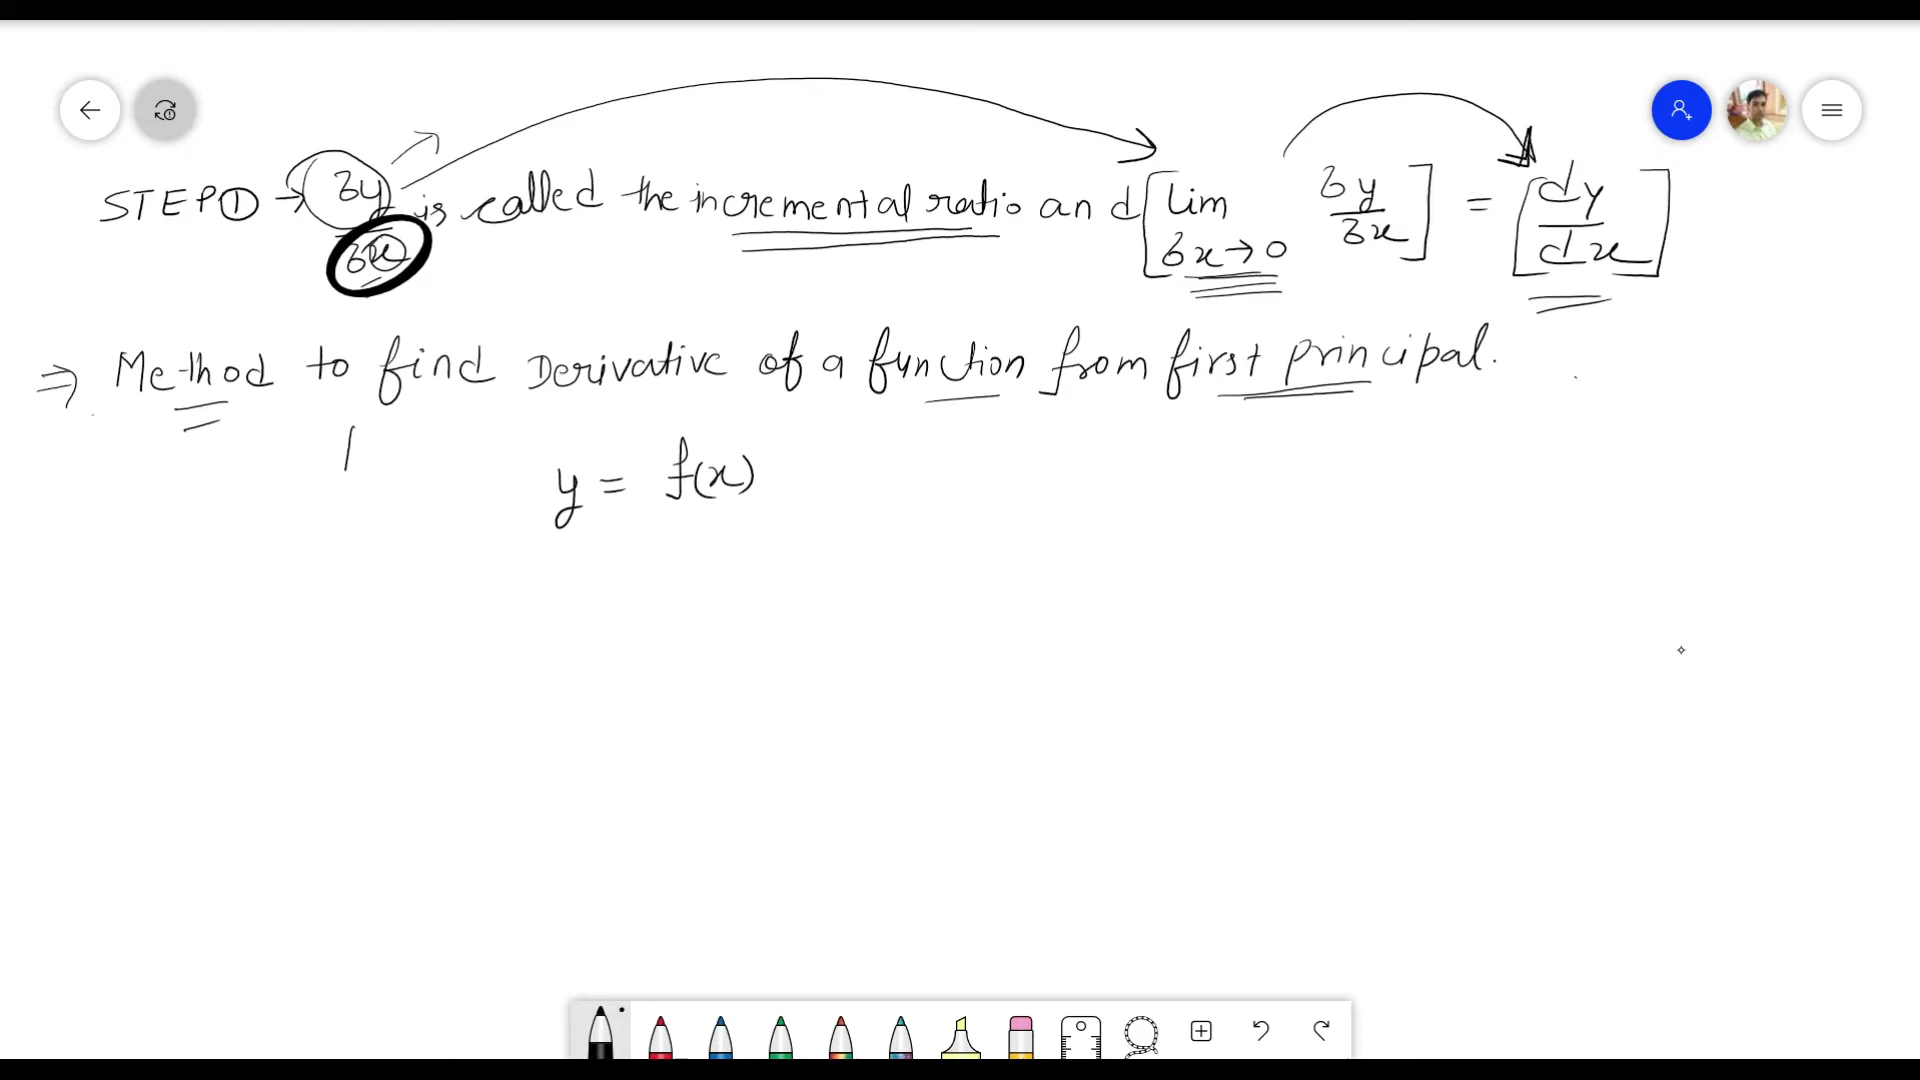 STEP① → δy/δx is called the incremental ratio and [lim δx→0 δy/δx] = [dy/dx]
⇒ Method to find Derivative of a function from first principal.
y = f(x)